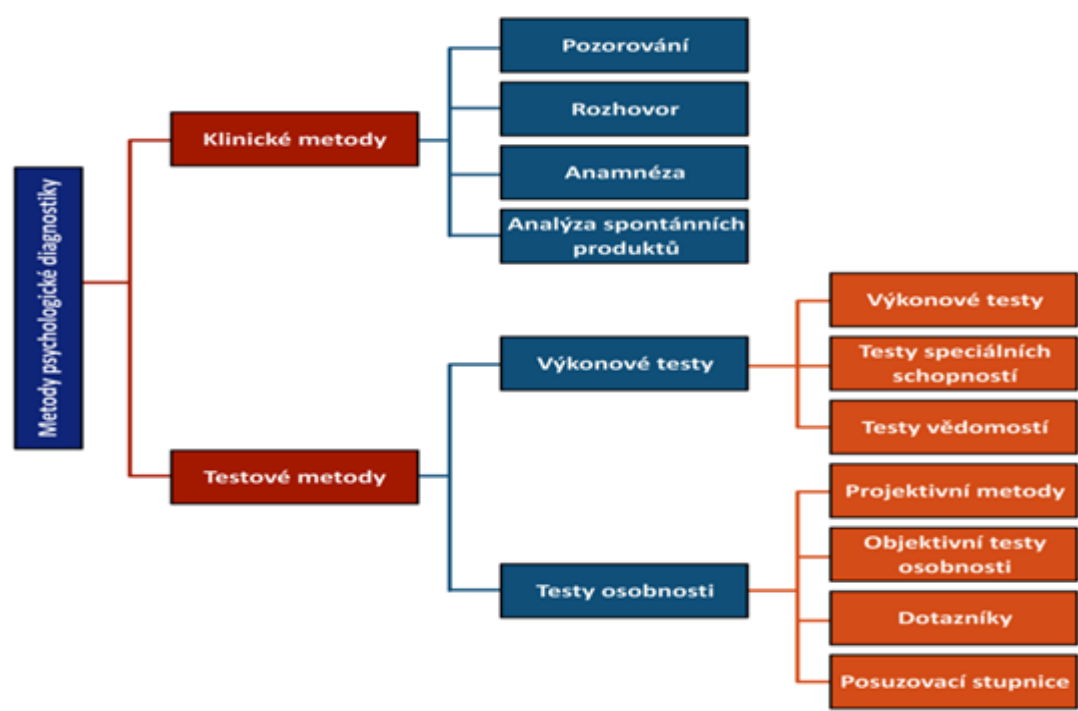 Metody psychologické diagnostiky
Klinické metody
Pozorování
Rozhovor
Anamnéza
Analýza spontánních
produktů
Testové metody
Výkonové testy
Výkonové testy
Testy speciálních
schopností
Testy vědomostí
Testy osobnosti
Projektivní metody
Objektivní testy
osobnosti
Dotazníky
Posuzovací stupnice